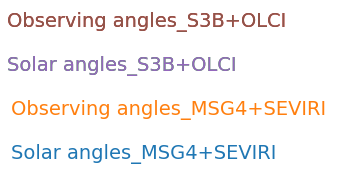 Observing angles_S3B+OLCI
Solar angles_S3B+OLCI
Observing angles_MSG4+SEVIRI
Solar angles_MSG4+SEVIRI